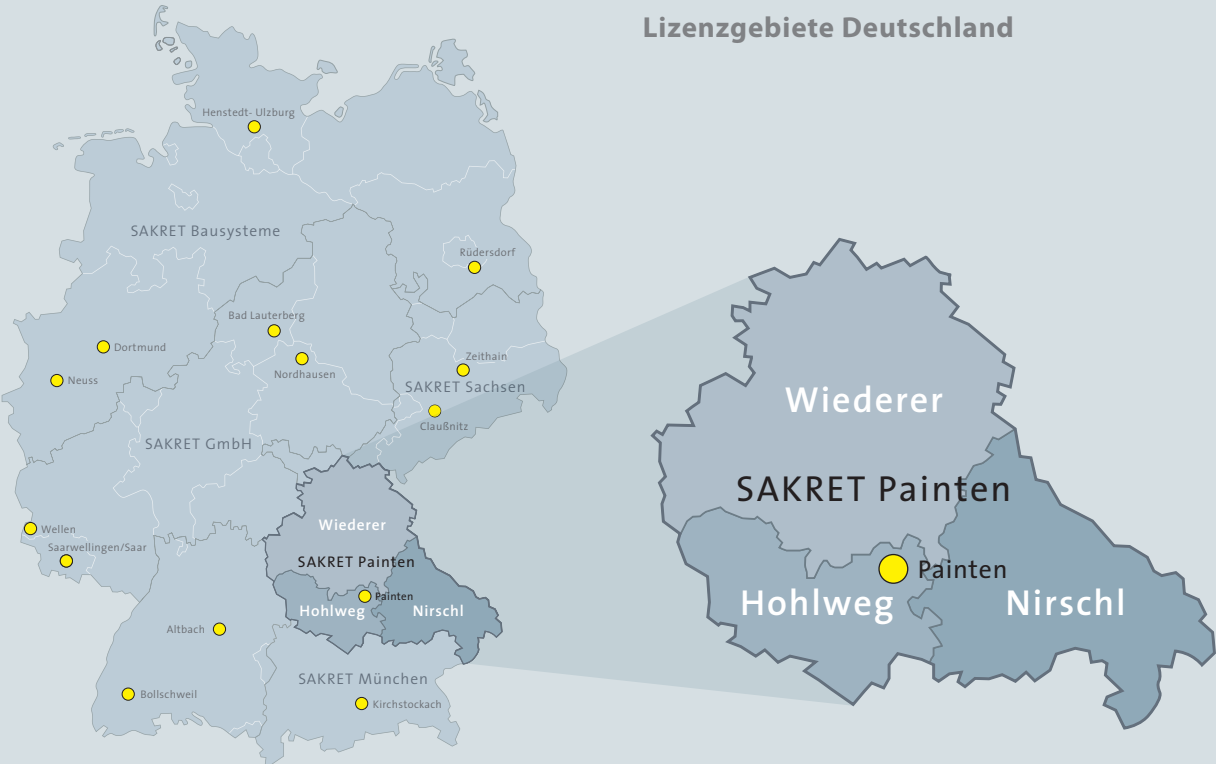 Lizenzgebiete Deutschland
Henstedt- Ulzburg
SAKRET Bausysteme
Rüdersdorf
Bad Lauterberg
Dortmund
Nordhausen
Zeithain
Neuss
SAKRET Sachsen
Claußnitz
SAKRET GmbH
Wellen
Saarwellingen/Saar
Wiederer
SAKRET Painten
Painten
Hohlweg
Nirschl
Altbach
SAKRET München
Bollschweil
Kirchstockach
Wiederer
SAKRET Painten
Painten
Hohlweg
Nirschl